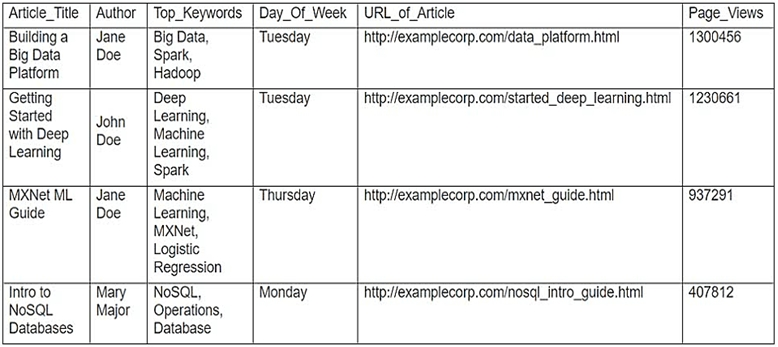 Article_Title Author Top_Keywords Day_Of_Week URL_of_Article Page_Views
Building a Jane Big Data, Tuesday http://examplecorp.com/data_platform.html 1300456
Big Data Doe Spark,
Platform Hadoop
Getting Deep Tuesday http://examplecorp.com/started_deep_learning.html 1230661
Started John Learning,
with Deep Doe Machine
Learning Learning,
Spark
MXNet ML Jane Machine Thursday http://examplecorp.com/mxnet_guide.html 937291
Guide Doe Learning,
MXNet,
Logistic
Regression
Intro to Mary NoSQL, Monday http://examplecorp.com/nosql_intro_guide.html 407812
NoSQL Major Operations,
Databases Database